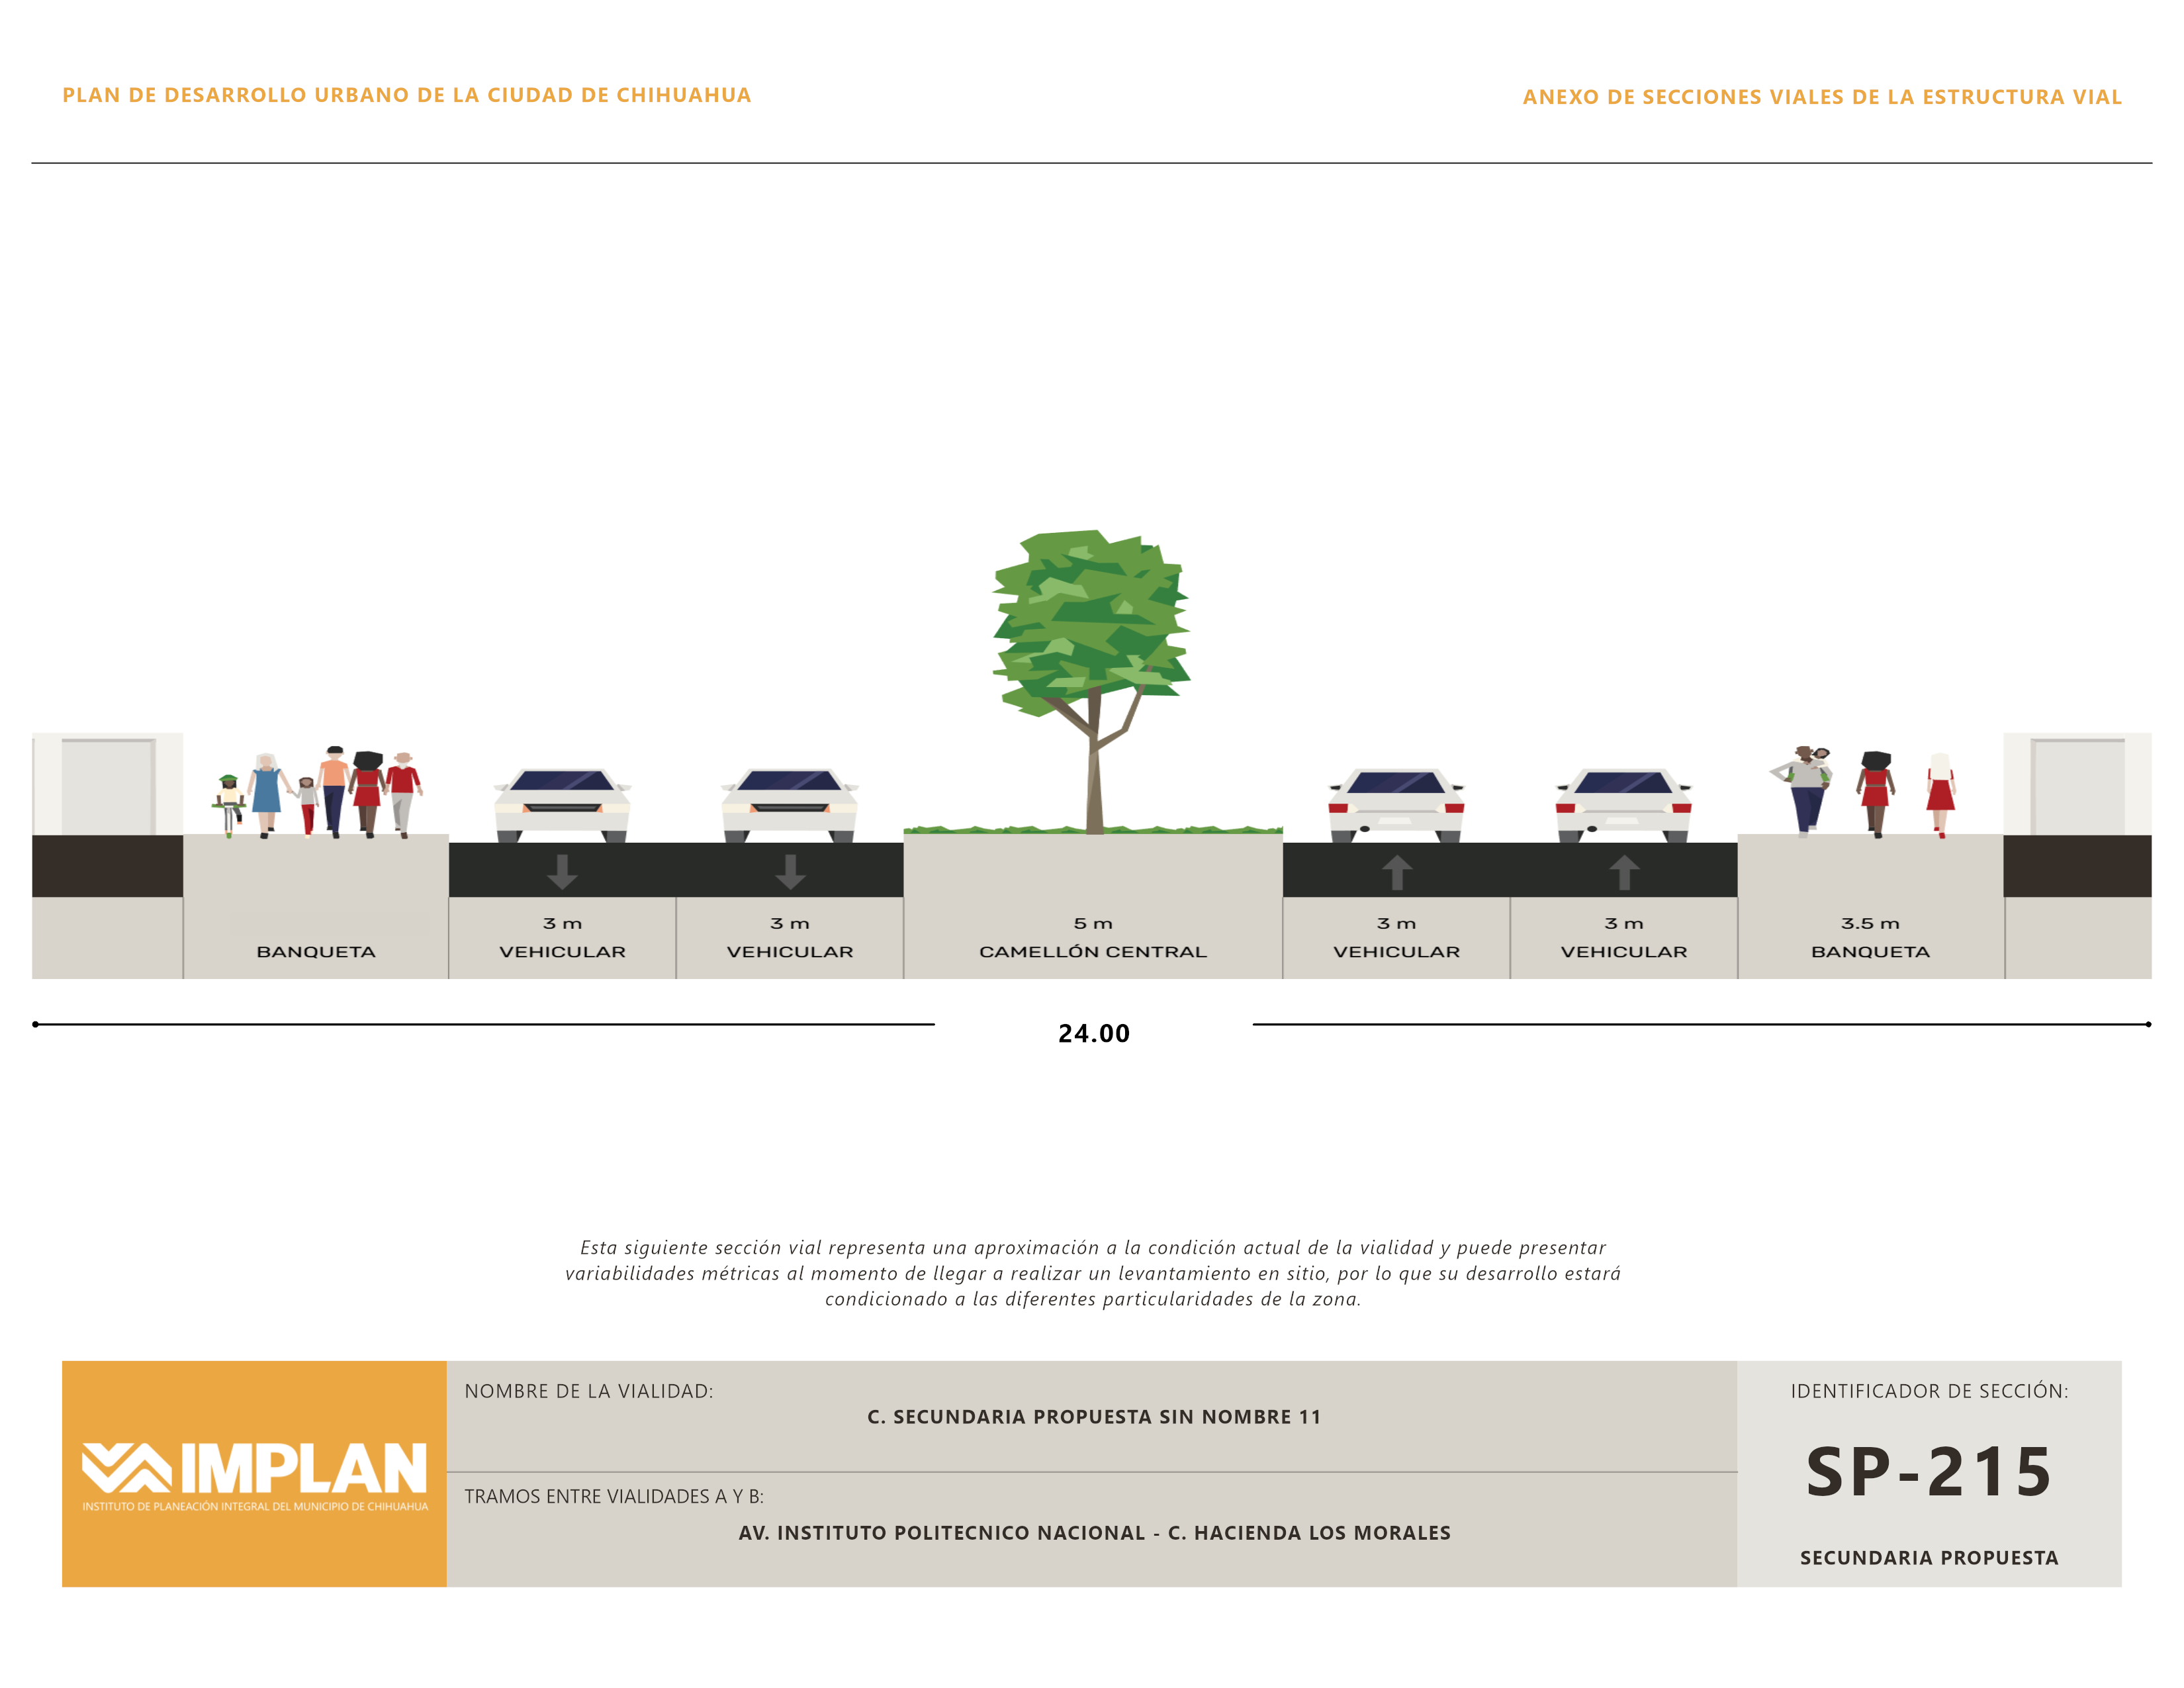 PLAN DE DESARROLLO URBANO DE LA CIUDAD DE CHIHUAHUA
ANEXO DE SECCIONES VIALES DE LA ESTRUCTURA VIAL
BANQUETA
3 m
VEHICULAR
3 m
VEHICULAR
5 m
CAMELLÓN CENTRAL
3 m
VEHICULAR
3 m
VEHICULAR
3.5 m
BANQUETA
24.00
Esta siguiente sección vial representa una aproximación a la condición actual de la vialidad y puede presentar
variabilidades métricas al momento de llegar a realizar un levantamiento en sitio, por lo que su desarrollo estará
condicionado a las diferentes particularidades de la zona.
IMPLAN
INSTITUTO DE PLANEACIÓN INTEGRAL DEL MUNICIPIO DE CHIHUAHUA
NOMBRE DE LA VIALIDAD:
C. SECUNDARIA PROPUESTA SIN NOMBRE 11
TRAMOS ENTRE VIALIDADES A Y B:
AV. INSTITUTO POLITECNICO NACIONAL - C. HACIENDA LOS MORALES
IDENTIFICADOR DE SECCIÓN:
SP-215
SECUNDARIA PROPUESTA